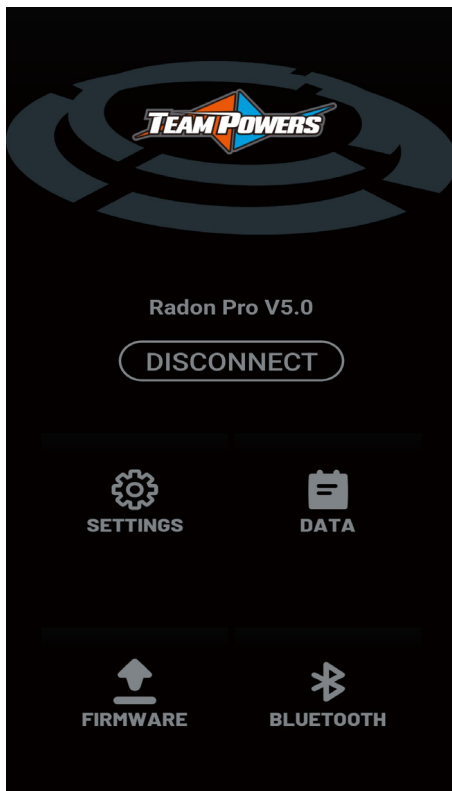 TEAM POWERS
Radon Pro V5.0
DISCONNECT
SETTINGS
DATA
FIRMWARE
BLUETOOTH